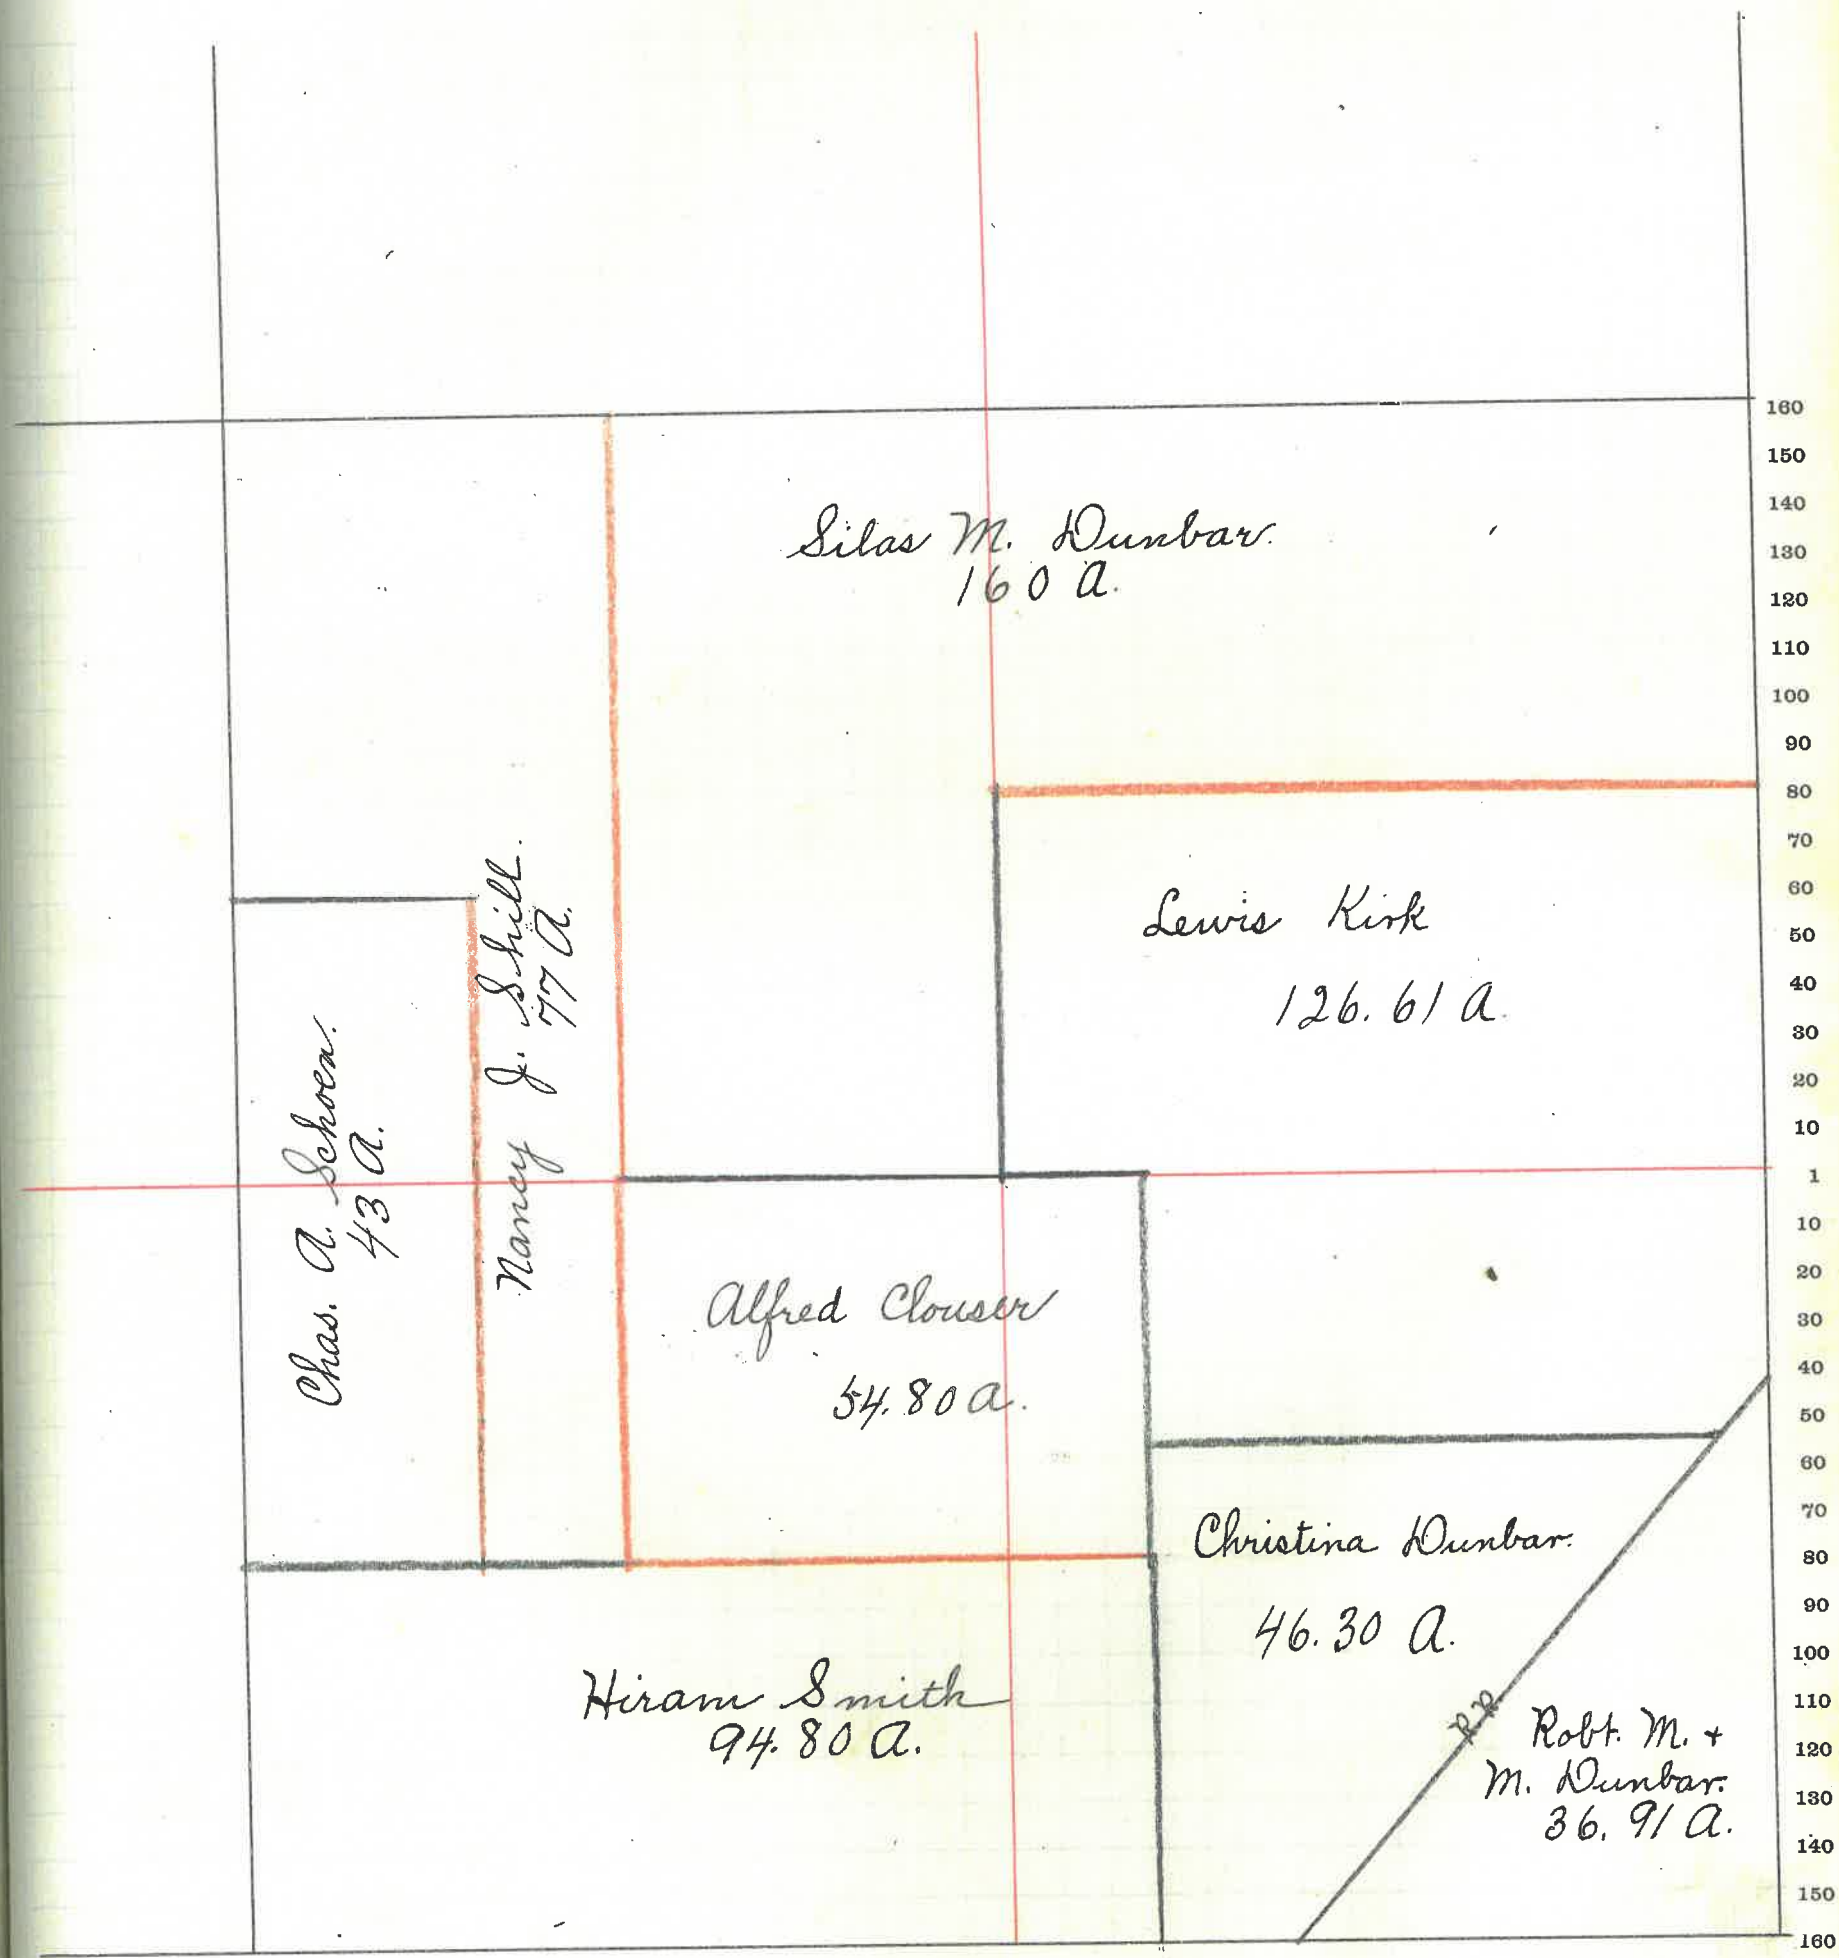 Silas M. Dunbar.
160 A.
Lewis Kirk
126.61 A.
Nancy J. Shill.
77 A.
Chas. A. Schoen.
43 A.
Alfred Clouser
54.80 A.
Christina Dunbar.
46.30 A.
Hiram Smith
94.80 A.
R.R.
Robt. M. +
M. Dunbar.
36.91 A.
160
150
140
130
120
110
100
90
80
70
60
50
40
30
20
10
1
10
20
30
40
50
60
70
80
90
100
110
120
130
140
150
160